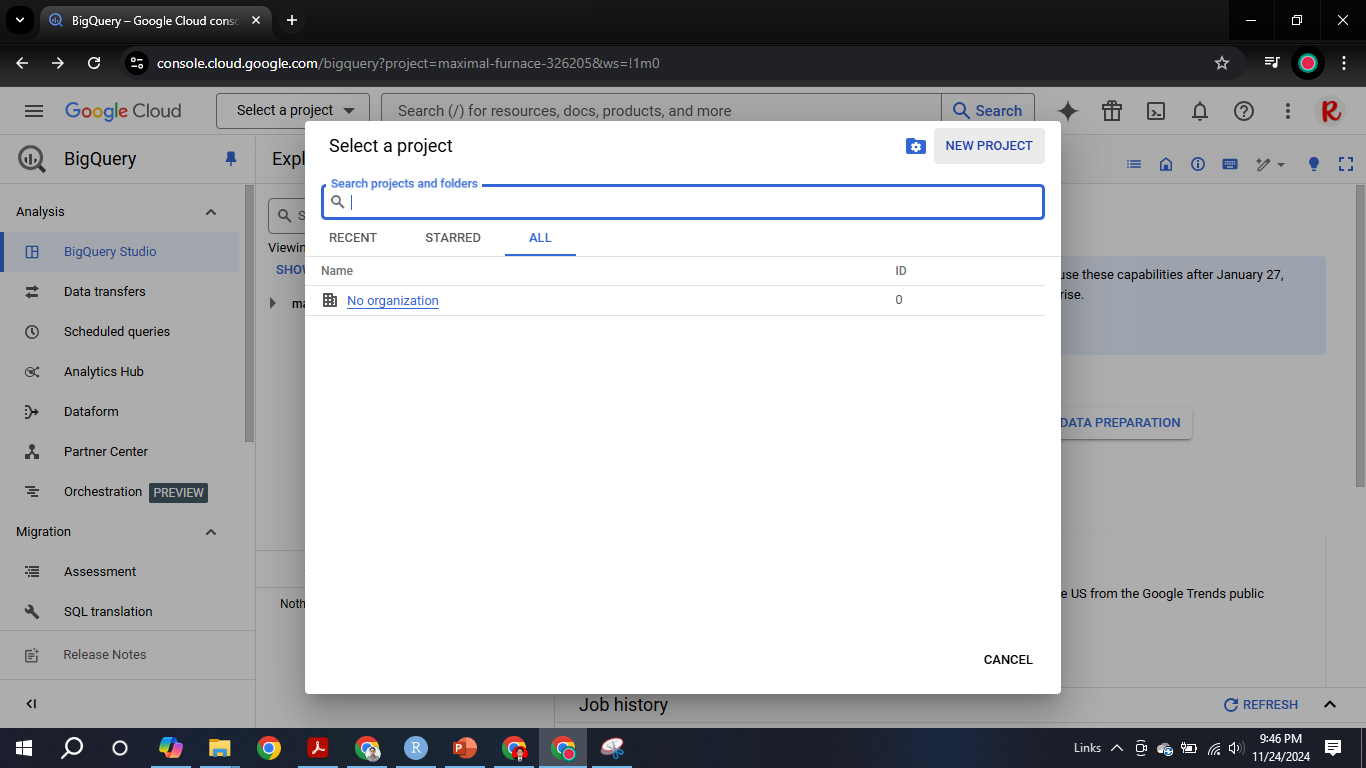 BigQuery – Google Cloud conso
console.cloud.google.com/bigquery?project=maximal-furnace-326205&ws=!1m0
Google Cloud
Select a project
Search (/) for resources, docs, products, and more
Search
BigQuery
Expl
Select a project
NEW PROJECT
Search projects and folders
RECENT
STARRED
ALL
Name
ID
No organization
0
CANCEL
Analysis
BigQuery Studio
Data transfers
Scheduled queries
Analytics Hub
Dataform
Partner Center
Orchestration PREVIEW
Migration
Assessment
SQL translation
Release Notes
S
Viewin
SHO
ma
Noth
use these capabilities after January 27,
rise.
DATA PREPARATION
e US from the Google Trends public
Job history
REFRESH
Links
9:46 PM
11/24/2024